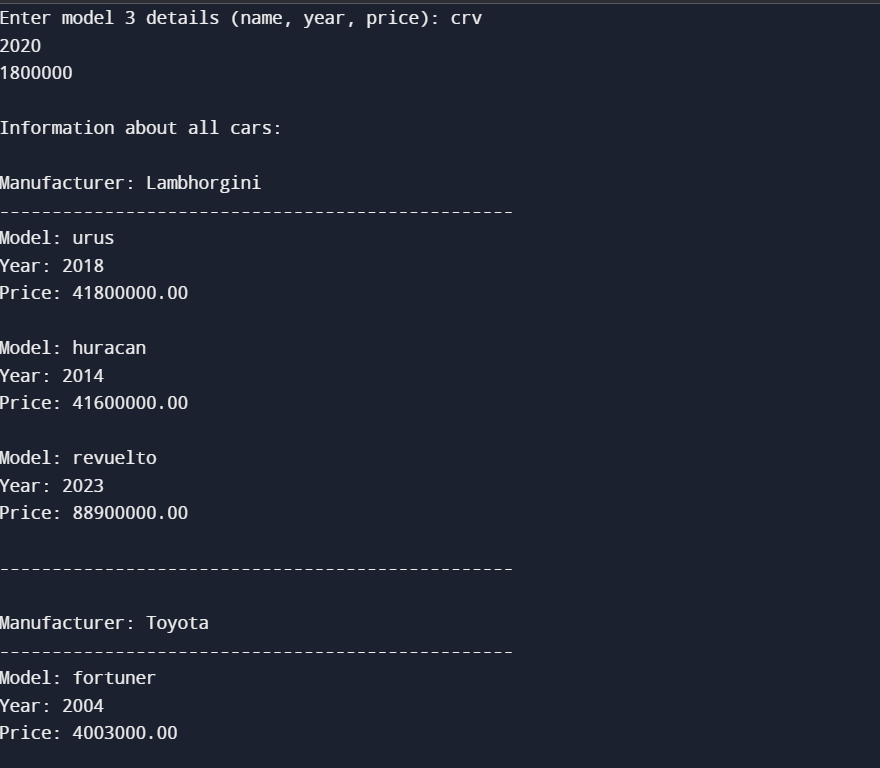 Enter model 3 details (name, year, price): crv
2020
1800000
Information about all cars:
Manufacturer: Lambhorgini
-------------------------------------------------
Model: urus
Year: 2018
Price: 41800000.00
Model: huracan
Year: 2014
Price: 41600000.00
Model: revuelto
Year: 2023
Price: 88900000.00
-------------------------------------------------
Manufacturer: Toyota
-------------------------------------------------
Model: fortuner
Year: 2004
Price: 4003000.00